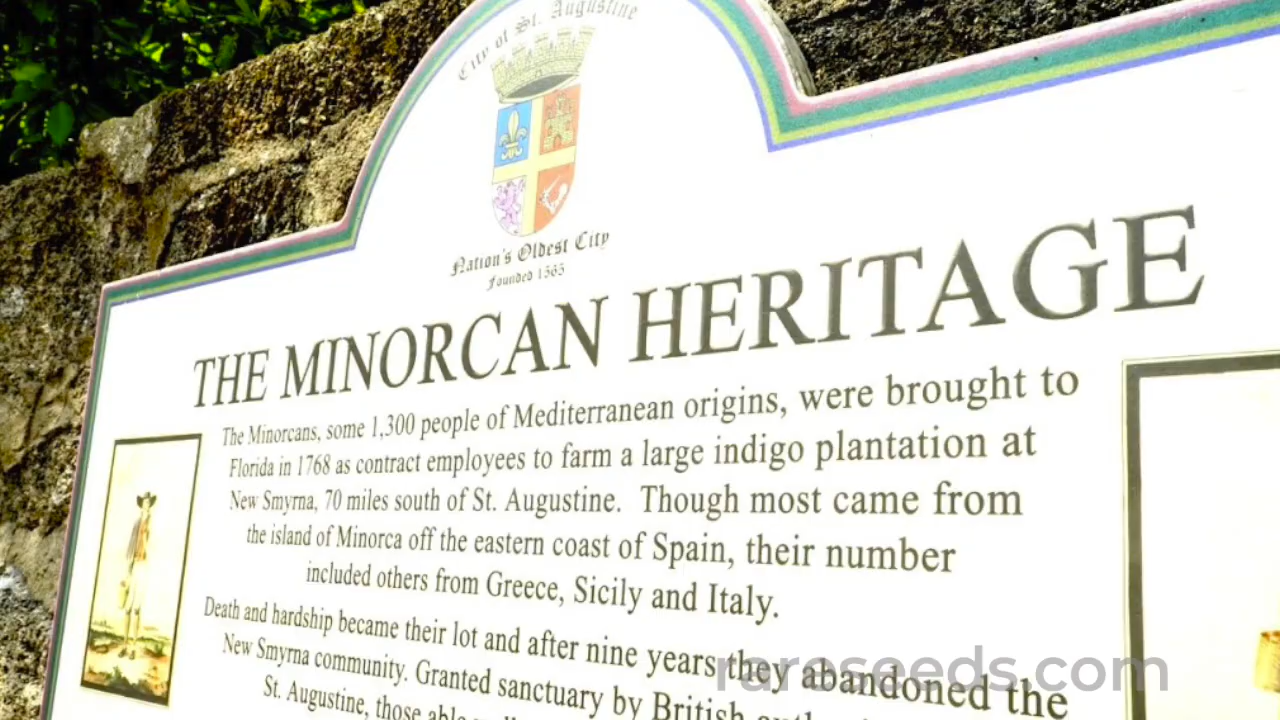 City of St. Augustine
Nation's Oldest City
founded 1565
THE MINORCAN HERITAGE
The Minorcans, some 1,300 people of Mediterranean origins, were brought to
Florida in 1768 as contract employees to farm a large indigo plantation at
New Smyrna, 70 miles south of St. Augustine. Though most came from
the island of Minorca off the eastern coast of Spain, their number
included others from Greece, Sicily and Italy.
Death and hardship became their lot and after nine years they abandoned the
New Smyrna community. Granted sanctuary by British
St. Augustine, those able
rareseeds.com